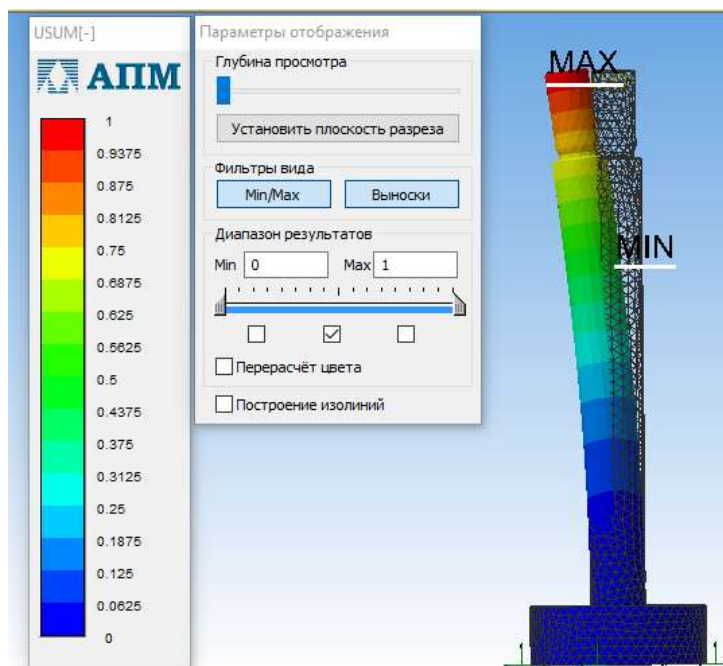 USUM[-]
АПМ
1
0.9375
0.875
0.8125
0.75
0.6875
0.625
0.5625
0.5
0.4375
0.375
0.3125
0.25
0.1875
0.125
0.0625
0
Параметры отображения
Глубина просмотра
Установить плоскость разреза
Фильтры вида
Min/Max Выноски
Диапазон результатов
Min 0 Max 1
Перерасчёт цвета
Построение изолиний
MAX
MIN